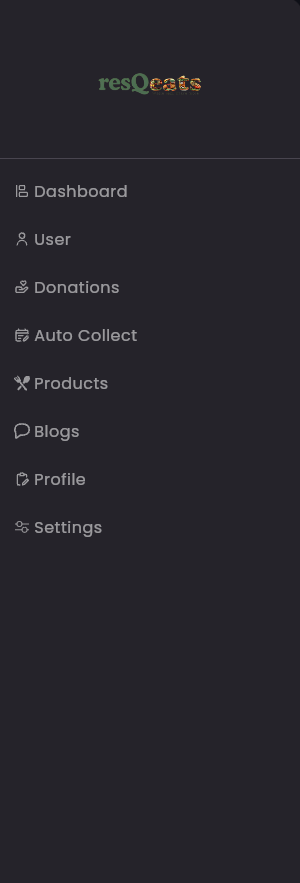 resQeats
Dashboard
User
Donations
Auto Collect
Products
Blogs
Profile
Settings